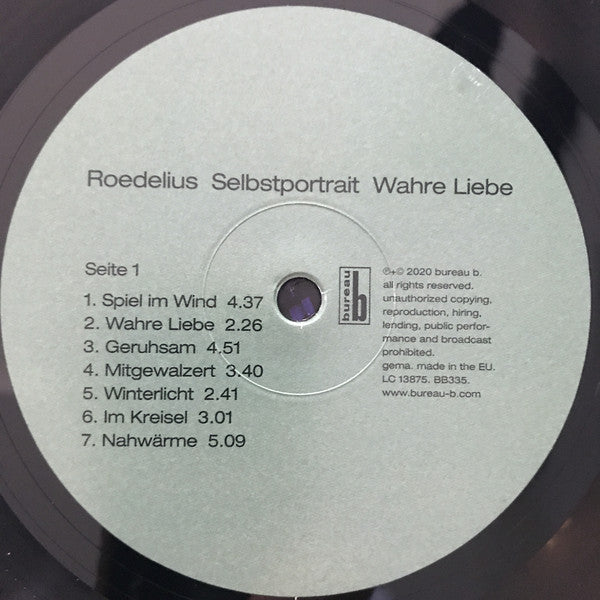 Roedelius Selbstportrait Wahre Liebe
Seite 1
1. Spiel im Wind 4.37
2. Wahre Liebe 2.26
3. Geruhsam 4.51
4. Mitgewalzert 3.40
5. Winterlicht 2.41
6. Im Kreisel 3.01
7. Nahwärme 5.09
bureau b
℗+© 2020 bureau b.
all rights reserved.
unauthorized copying,
reproduction, hiring,
lending, public perfor-
mance and broadcast
prohibited.
gema. made in the EU.
LC 13875. BB335.
www.bureau-b.com